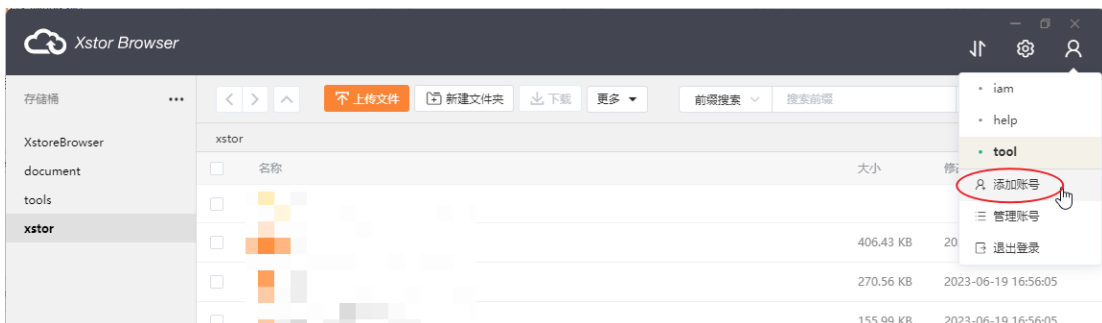 Xstor Browser
存储桶
•••
上传文件
新建文件夹
下载
更多
前缀搜索
搜索前缀
iam
help
tool
添加账号
管理账号
退出登录
XstoreBrowser
document
tools
xstor
xstor
名称
大小
406.43 KB
20
270.56 KB
2023-06-19 16:56:05
155.99 KB
2023-06-19 16:56:05